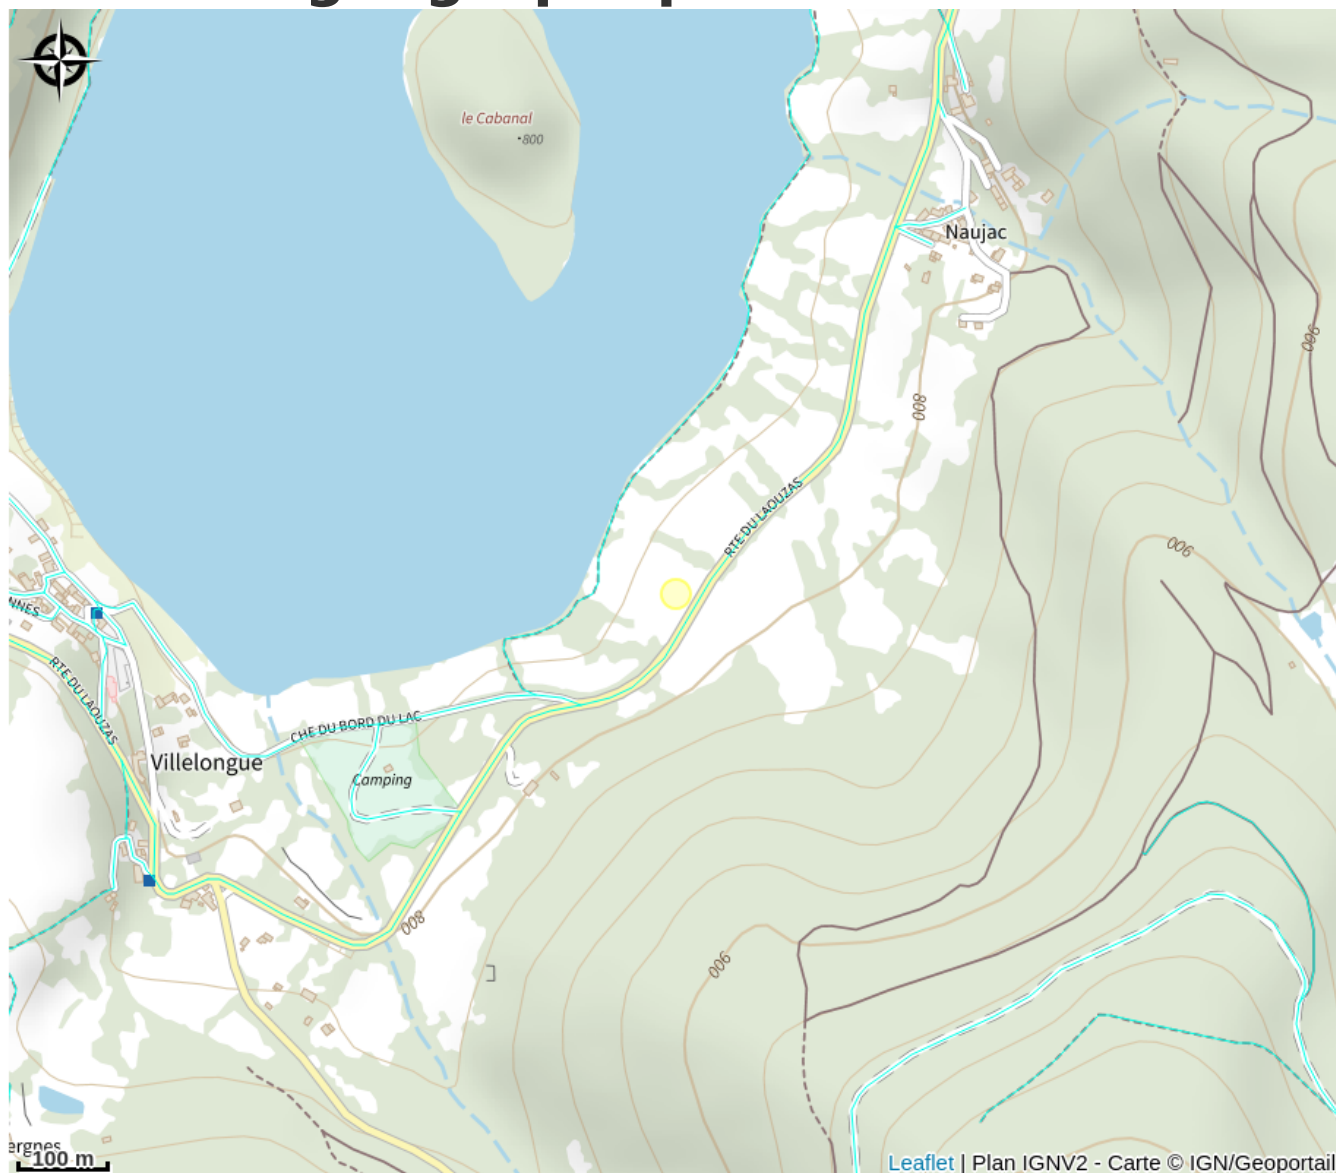 le Cabanal
800
Naujac
900
800
RTE DU LAOUZAS
900
NNES
RTE DU LAOUZAS
CHE DU BORD DU LAC
Villelongue
Camping
800
900
ergnes
100 m
Leaflet | Plan IGNV2 - Carte © IGN/Geoportail